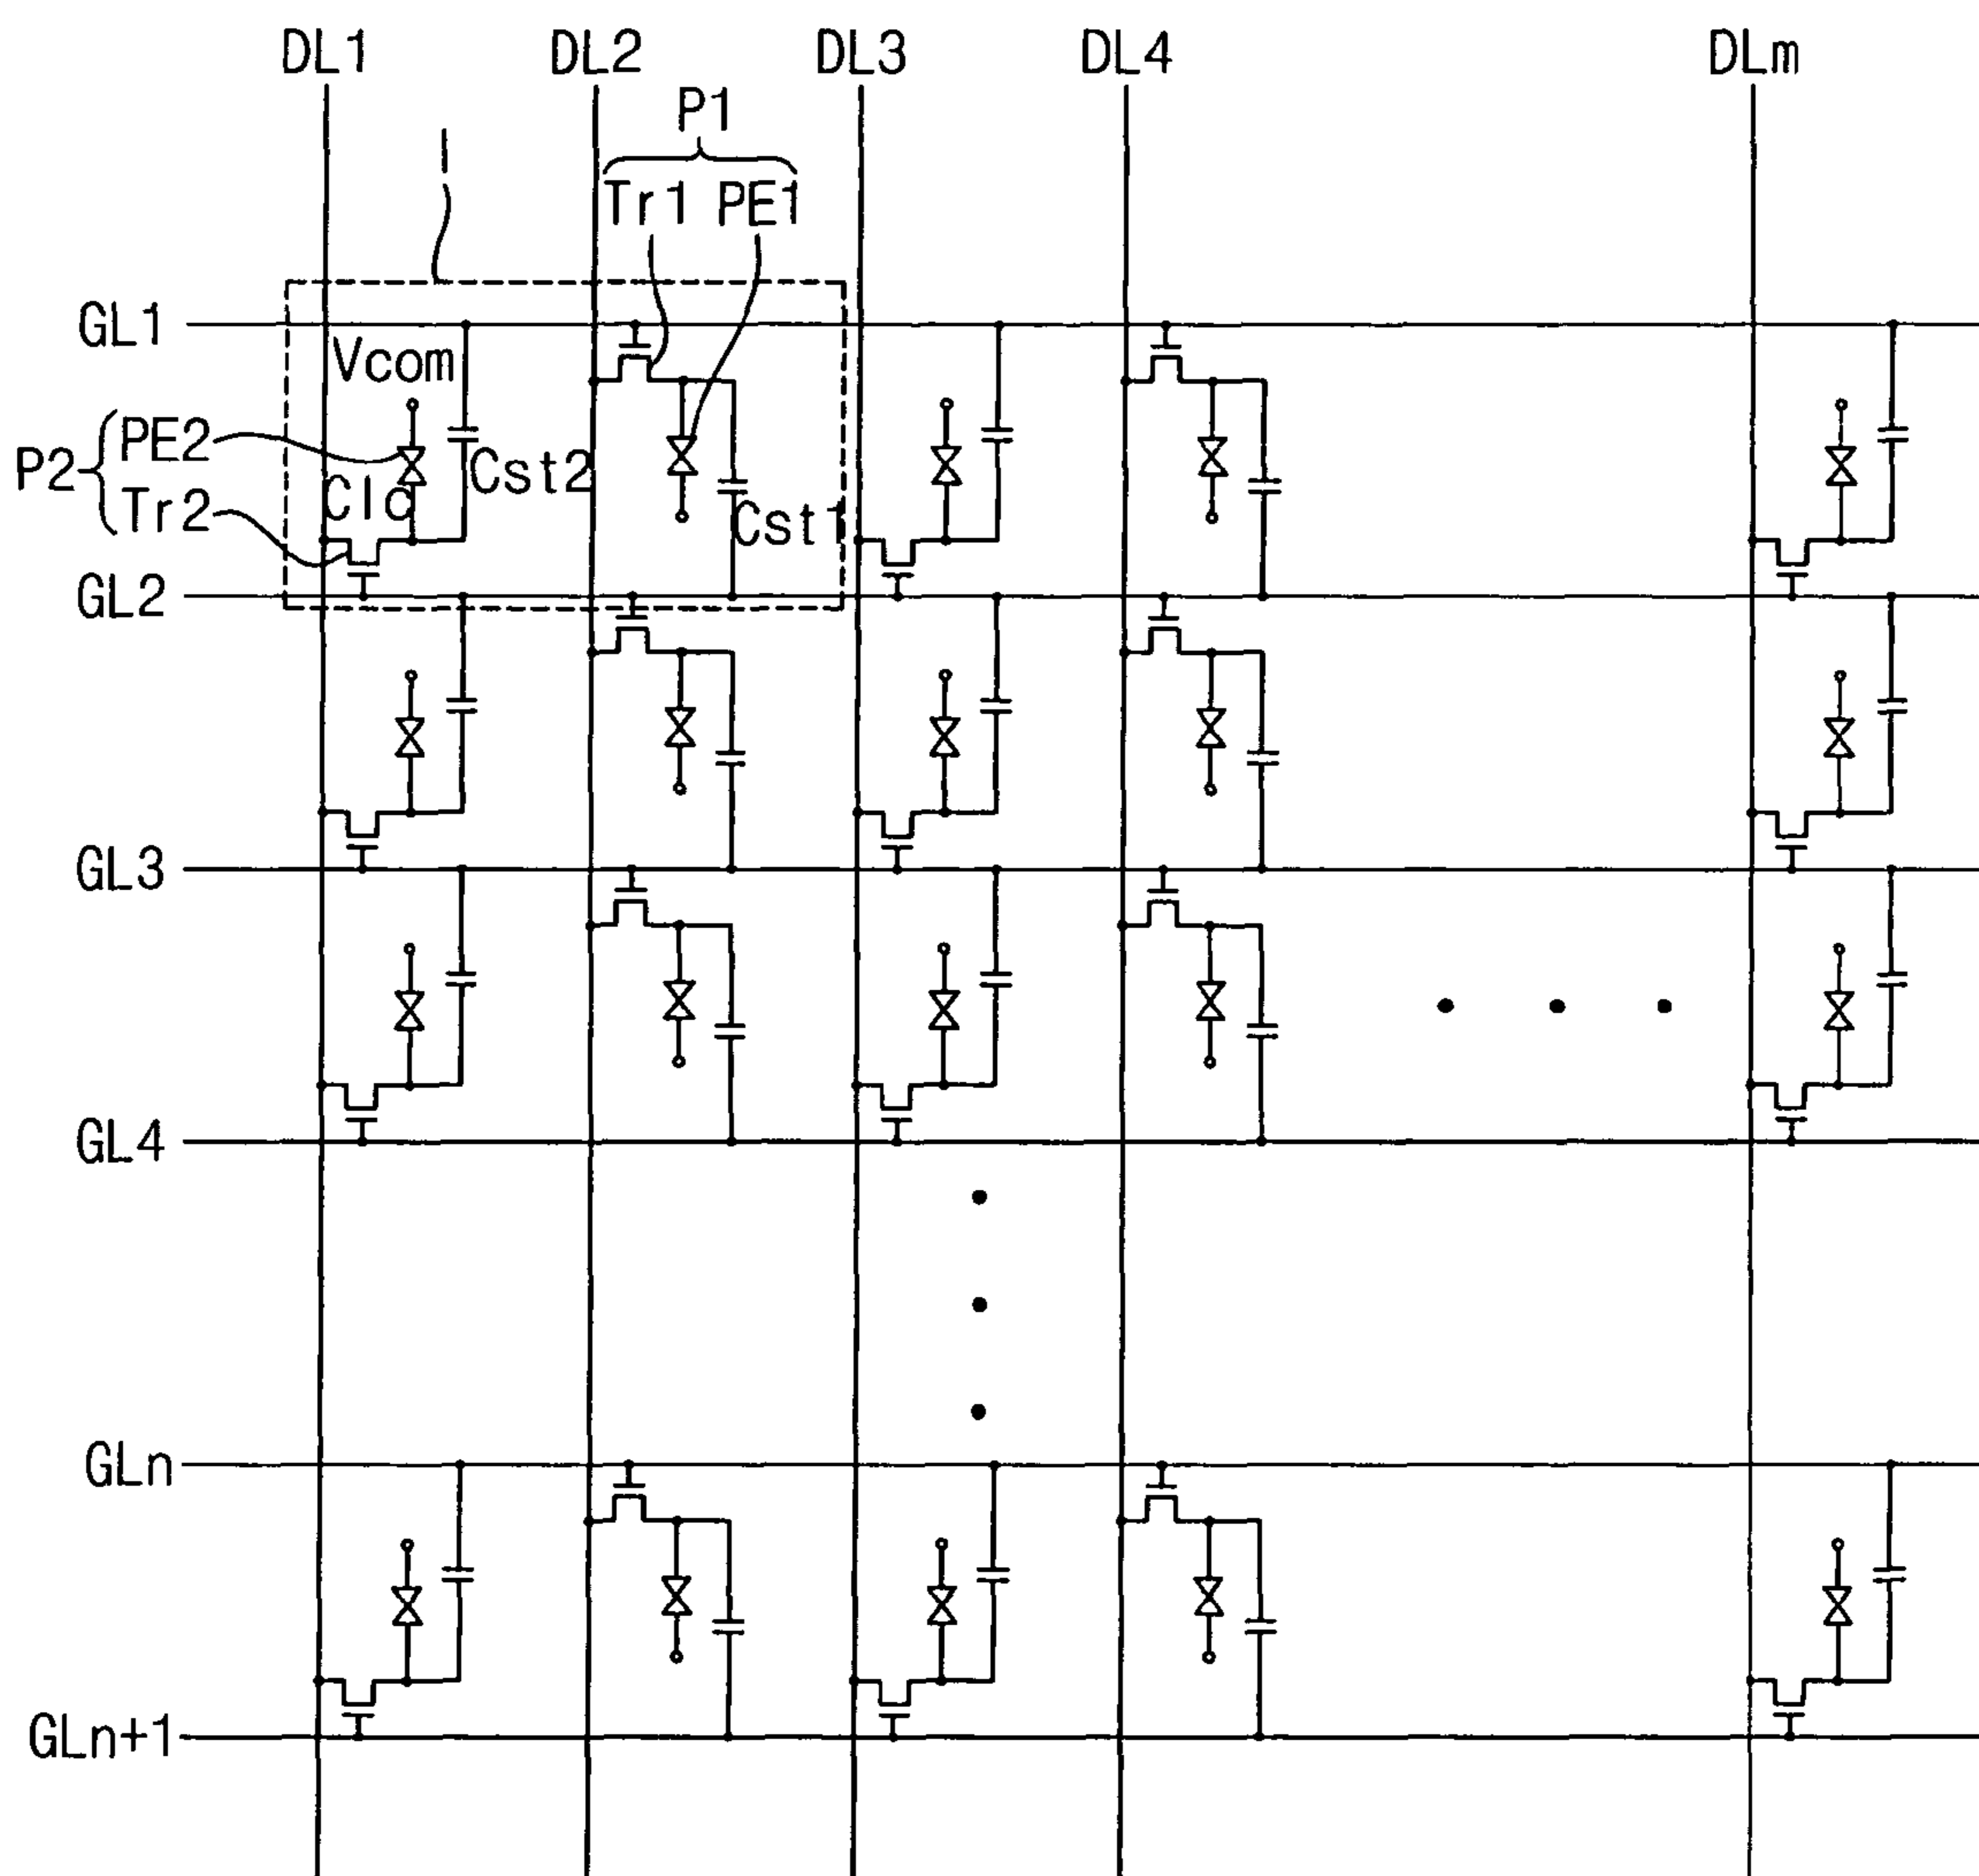 DL1 DL2 DL3 DL4 DLm
P1
I
Tr1 PE1
GL1
Vcom
P2 PE2
Cst2
Clc
Tr2
Cst1
GL2
GL3
GL4
GLn
GLn+1